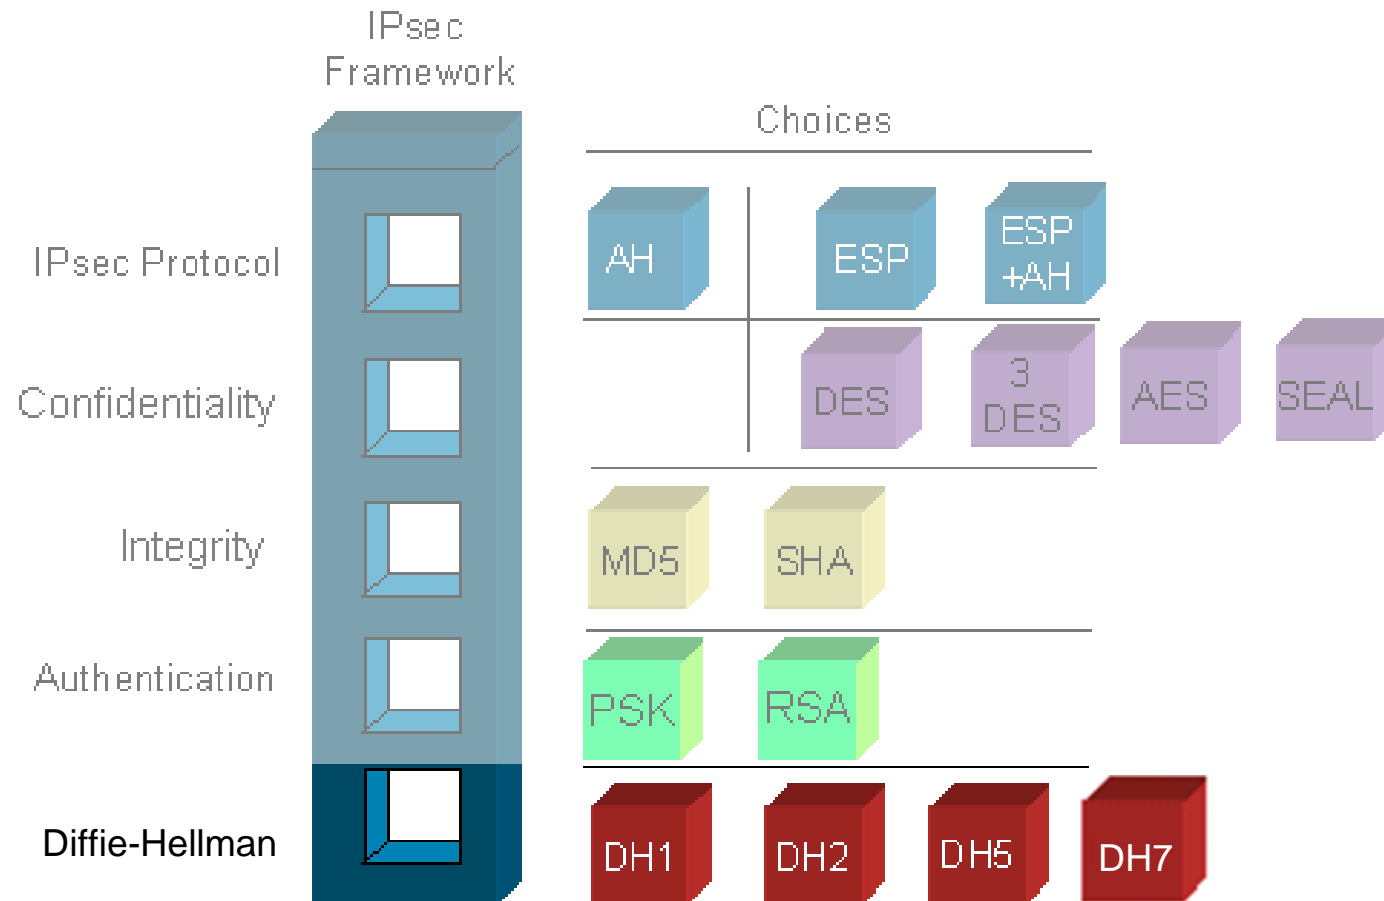 IPsec
Framework
Choices
IPsec Protocol
AH
ESP
ESP
+AH
Confidentiality
DES
3
DES
AES
SEAL
Integrity
MD5
SHA
Authentication
PSK
RSA
Diffie-Hellman
DH1
DH2
DH5
DH7